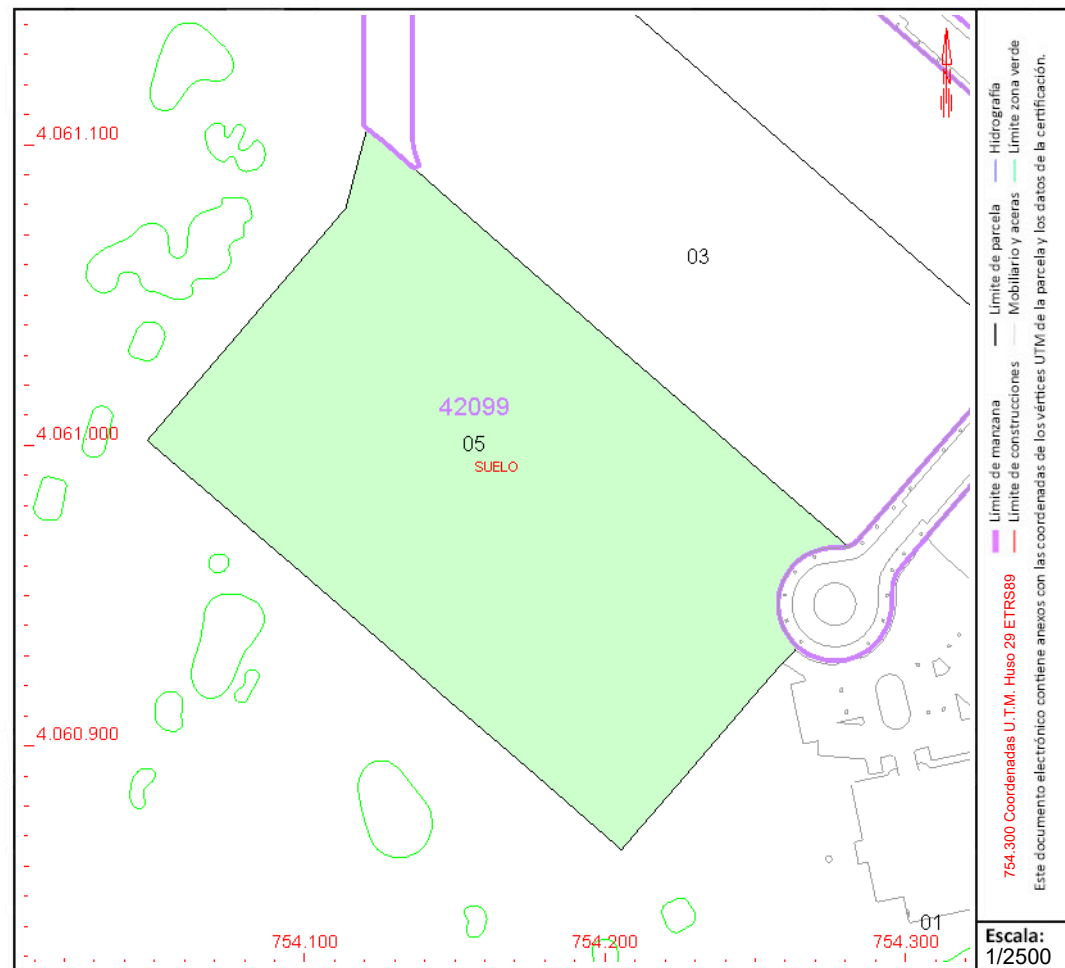 4.061.100
03
42099
05
SUELO
4.061.000
4.060.900
01
754.100
754.200
754.300
Límite de manzana
Límite de parcela
Hidrografía
Límite de construcciones
Mobiliario y aceras
Límite zona verde
754.300 Coordenadas U.T.M. Huso 29 ETRS89
Este documento electrónico contiene anexos con las coordenadas de los vértices UTM de la parcela y los datos de la certificación.
Escala:
1/2500